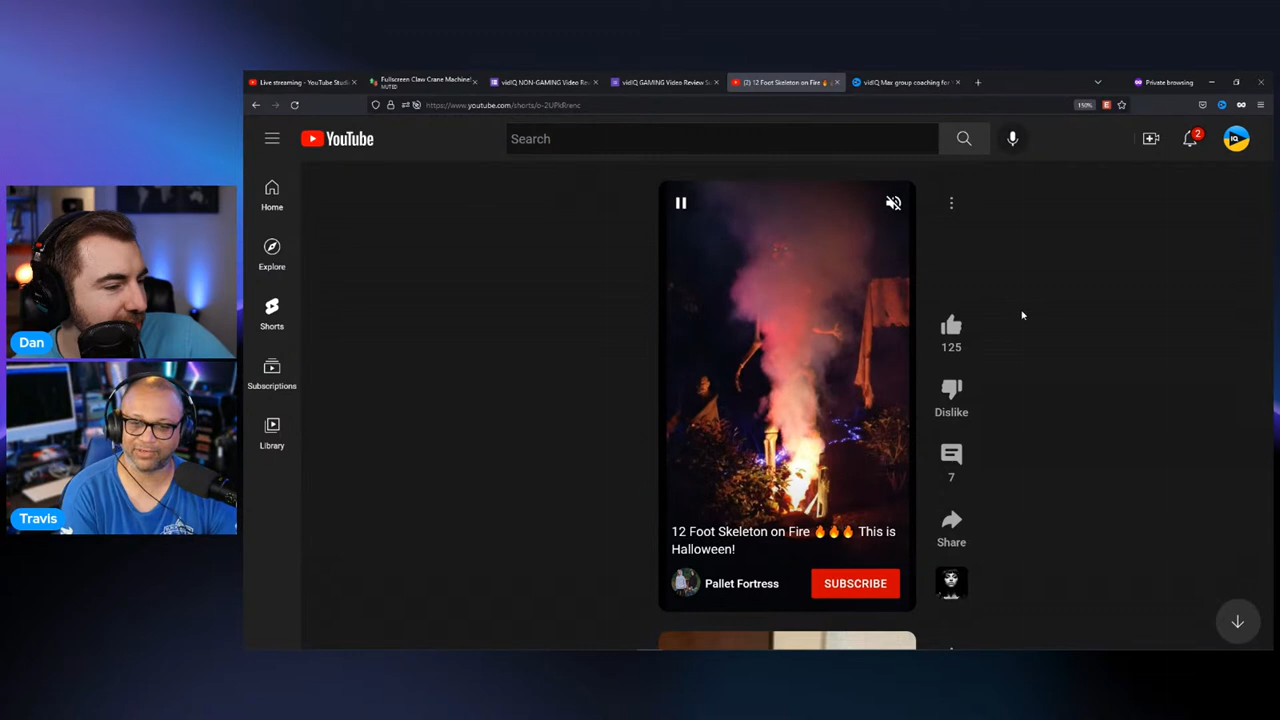 Live streaming - YouTube Studi
Fullscreen Claw Crane Machine!
MUTED
vidIQ NON-GAMING Video Re
vidIQ GAMING Video Review Su
(2) 12 Foot Skeleton on Fire 🔥
vidIQ Max group coaching for
Private browsing
150%
YouTube
Search
2
Home
Explore
Shorts
Subscriptions
Library
125
Dislike
7
Share
12 Foot Skeleton on Fire 🔥🔥🔥 This is
Halloween!
Pallet Fortress
SUBSCRIBE
Dan
Travis